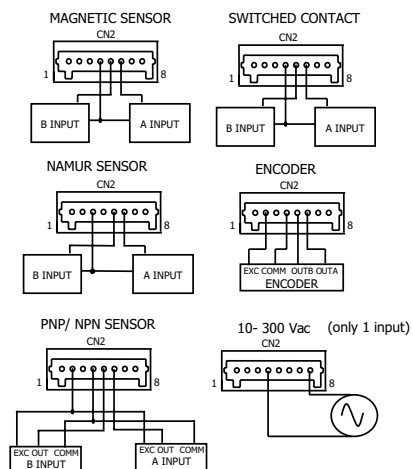 MAGNETIC SENSOR
CN2
1 8
B INPUT A INPUT
SWITCHED CONTACT
CN2
1 8
B INPUT A INPUT
NAMUR SENSOR
CN2
1 8
B INPUT A INPUT
ENCODER
CN2
1 8
EXC COMM OUTB OUTA
ENCODER
PNP/ NPN SENSOR
CN2
1 8
EXC OUT COMM
B INPUT
EXC OUT COMM
A INPUT
10- 300 Vac (only 1 input)
CN2
1 8